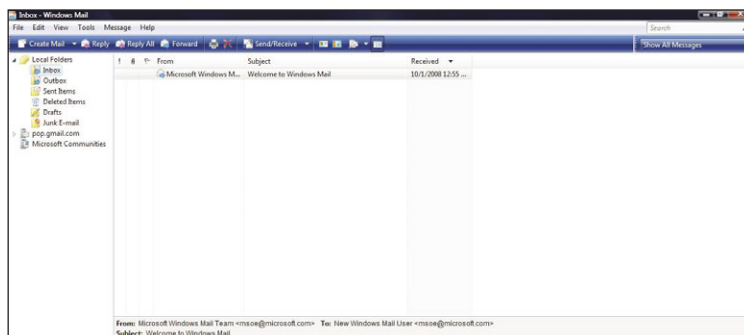 Inbox - Windows Mail
File Edit View Tools Message Help
Search
Create Mail Reply Reply All Forward Send/Receive
Show All Messages
Local Folders
Inbox
Outbox
Sent Items
Deleted Items
Drafts
Junk E-mail
pop.gmail.com
Microsoft Communities
! From Subject Received
Microsoft Windows M... Welcome to Windows Mail 10/1/2008 12:55 ...
From: Microsoft Windows Mail Team <msoe@microsoft.com> To: New Windows Mail User <msoe@microsoft.com>
Subject: Welcome to Windows Mail